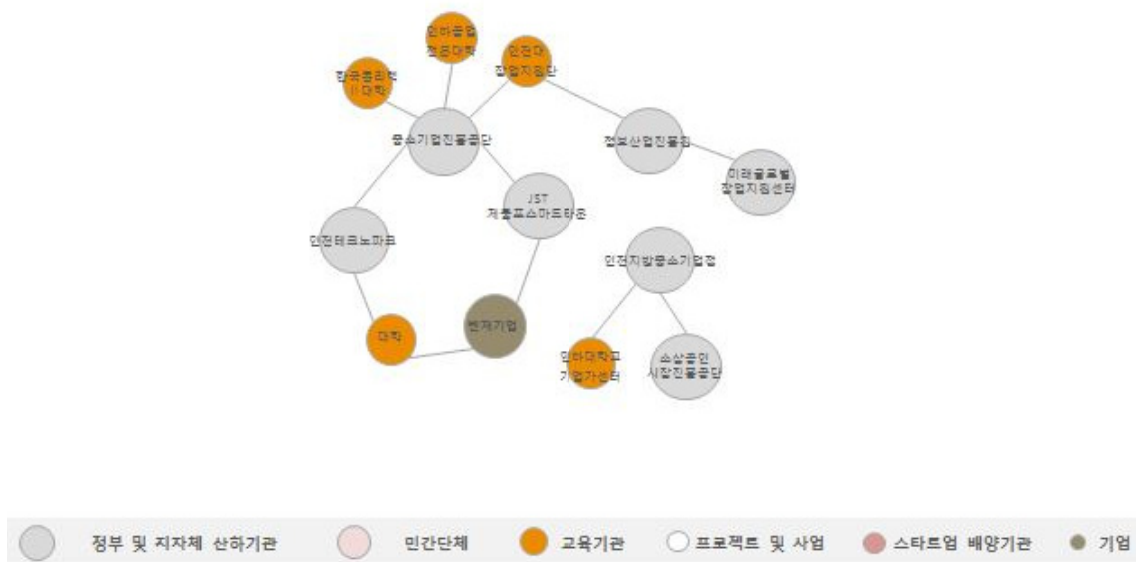 인하공업
전문대학
인천대
창업지원단
한국폴리텍
II대학
중소기업진흥공단
정보산업진흥원
미래글로벌
창업지원센터
JST
제물포스마트타운
인천테크노파크
인천지방중소기업청
벤처기업
대학
인하대학교
기업가센터
소상공인
시장진흥공단
정부 및 지자체 산하기관
민간단체
교육기관
프로젝트 및 사업
스타트업 배양기관
기업